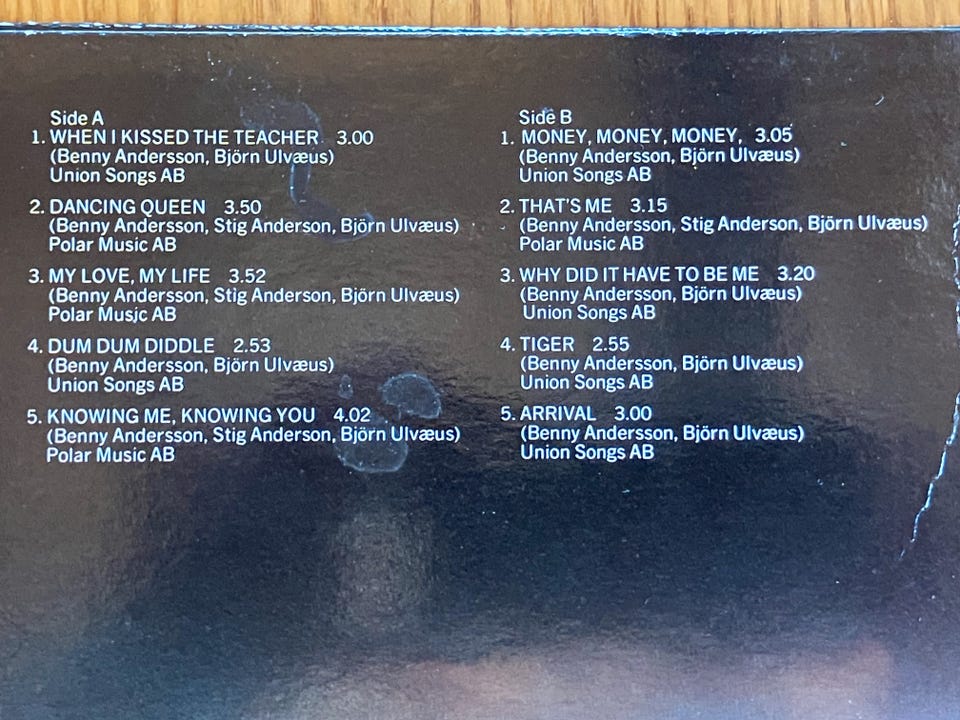 Side A
1. WHEN I KISSED THE TEACHER 3.00
(Benny Andersson, Björn Ulvæus)
Union Songs AB
2. DANCING QUEEN 3.50
(Benny Andersson, Stig Anderson, Björn Ulvæus)
Polar Music AB
3. MY LOVE, MY LIFE 3.52
(Benny Andersson, Stig Anderson, Björn Ulvæus)
Polar Music AB
4. DUM DUM DIDDLE 2.53
(Benny Andersson, Björn Ulvæus)
Union Songs AB
5. KNOWING ME, KNOWING YOU 4.02
(Benny Andersson, Stig Anderson, Björn Ulvæus)
Polar Music AB
Side B
1. MONEY, MONEY, MONEY, 3.05
(Benny Andersson, Björn Ulvæus)
Union Songs AB
2. THAT'S ME 3.15
(Benny Andersson, Stig Anderson, Björn Ulvæus)
Polar Music AB
3. WHY DID IT HAVE TO BE ME 3.20
(Benny Andersson, Björn Ulvæus)
Union Songs AB
4. TIGER 2.55
(Benny Andersson, Björn Ulvæus)
Union Songs AB
5. ARRIVAL 3.00
(Benny Andersson, Björn Ulvæus)
Union Songs AB